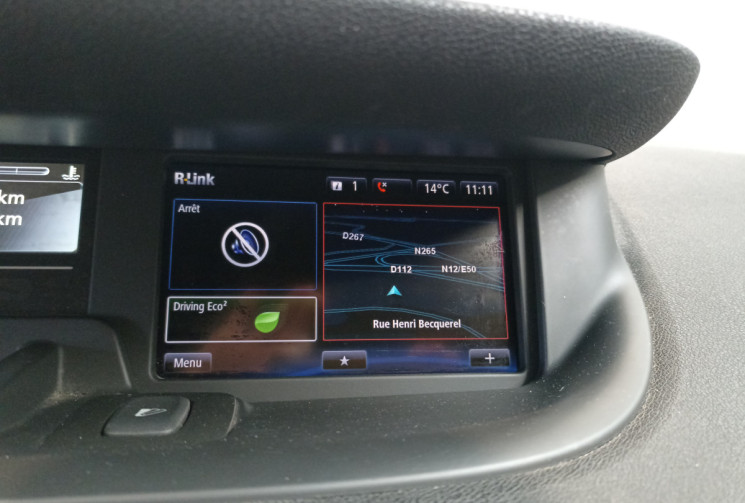 km
km
R-Link
1
14°C
11:11
Arrêt
D267
N265
D112
N12/E50
Driving Eco²
Rue Henri Becquerel
Menu
+